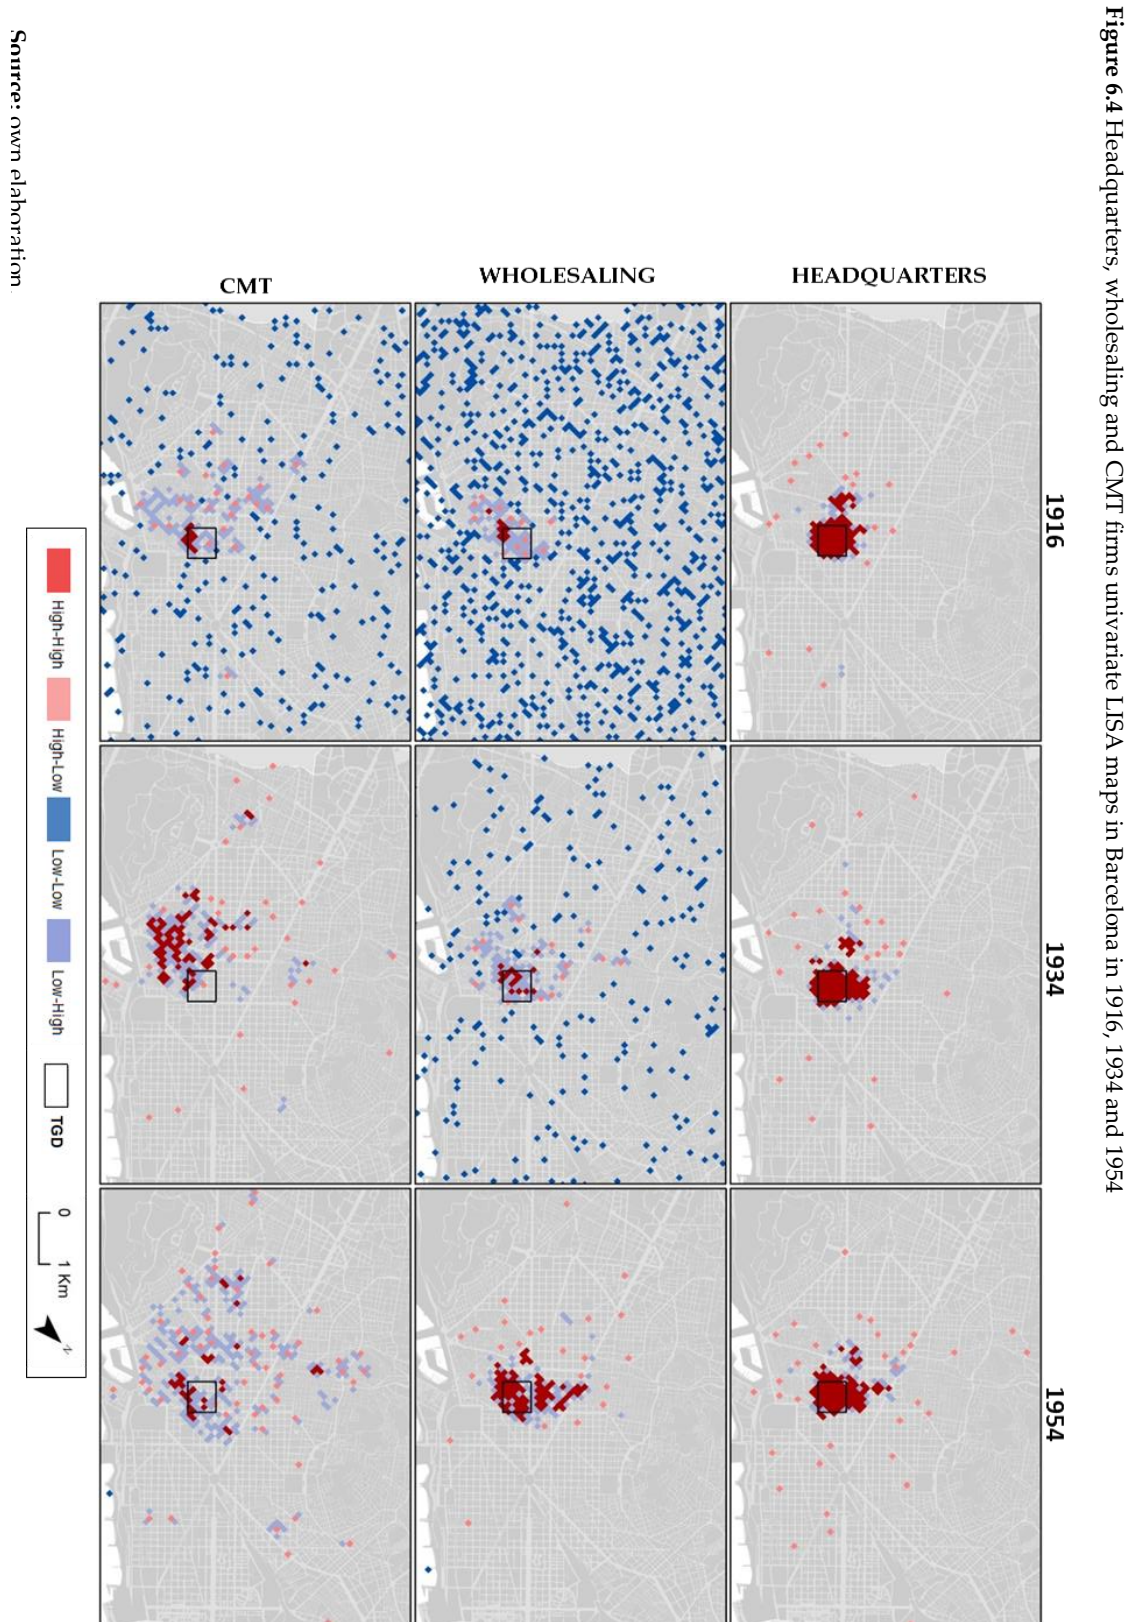 Figure 6.4 Headquarters, wholesaling and CMT firms univariate LISA maps in Barcelona in 1916, 1934 and 1954
1916
1934
1954
HEADQUARTERS
WHOLESALING
CMT
High-High
High-Low
Low-Low
Low-High
TGD
0
1 Km
N
Source: own elaboration.